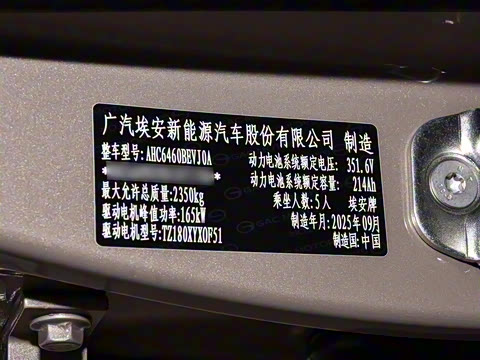 广汽埃安新能源汽车股份有限公司 制造
整车型号:AHC6460BEVJ0A 动力电池系统额定电压: 351.6V
* * 动力电池系统额定容量: 214Ah
最大允许总质量:2350kg 乘坐人数:5人 埃安牌
驱动电机峰值功率:165kW 制造年月:2025年09月
驱动电机型号:TZ180XYX0F51 制造国:中国